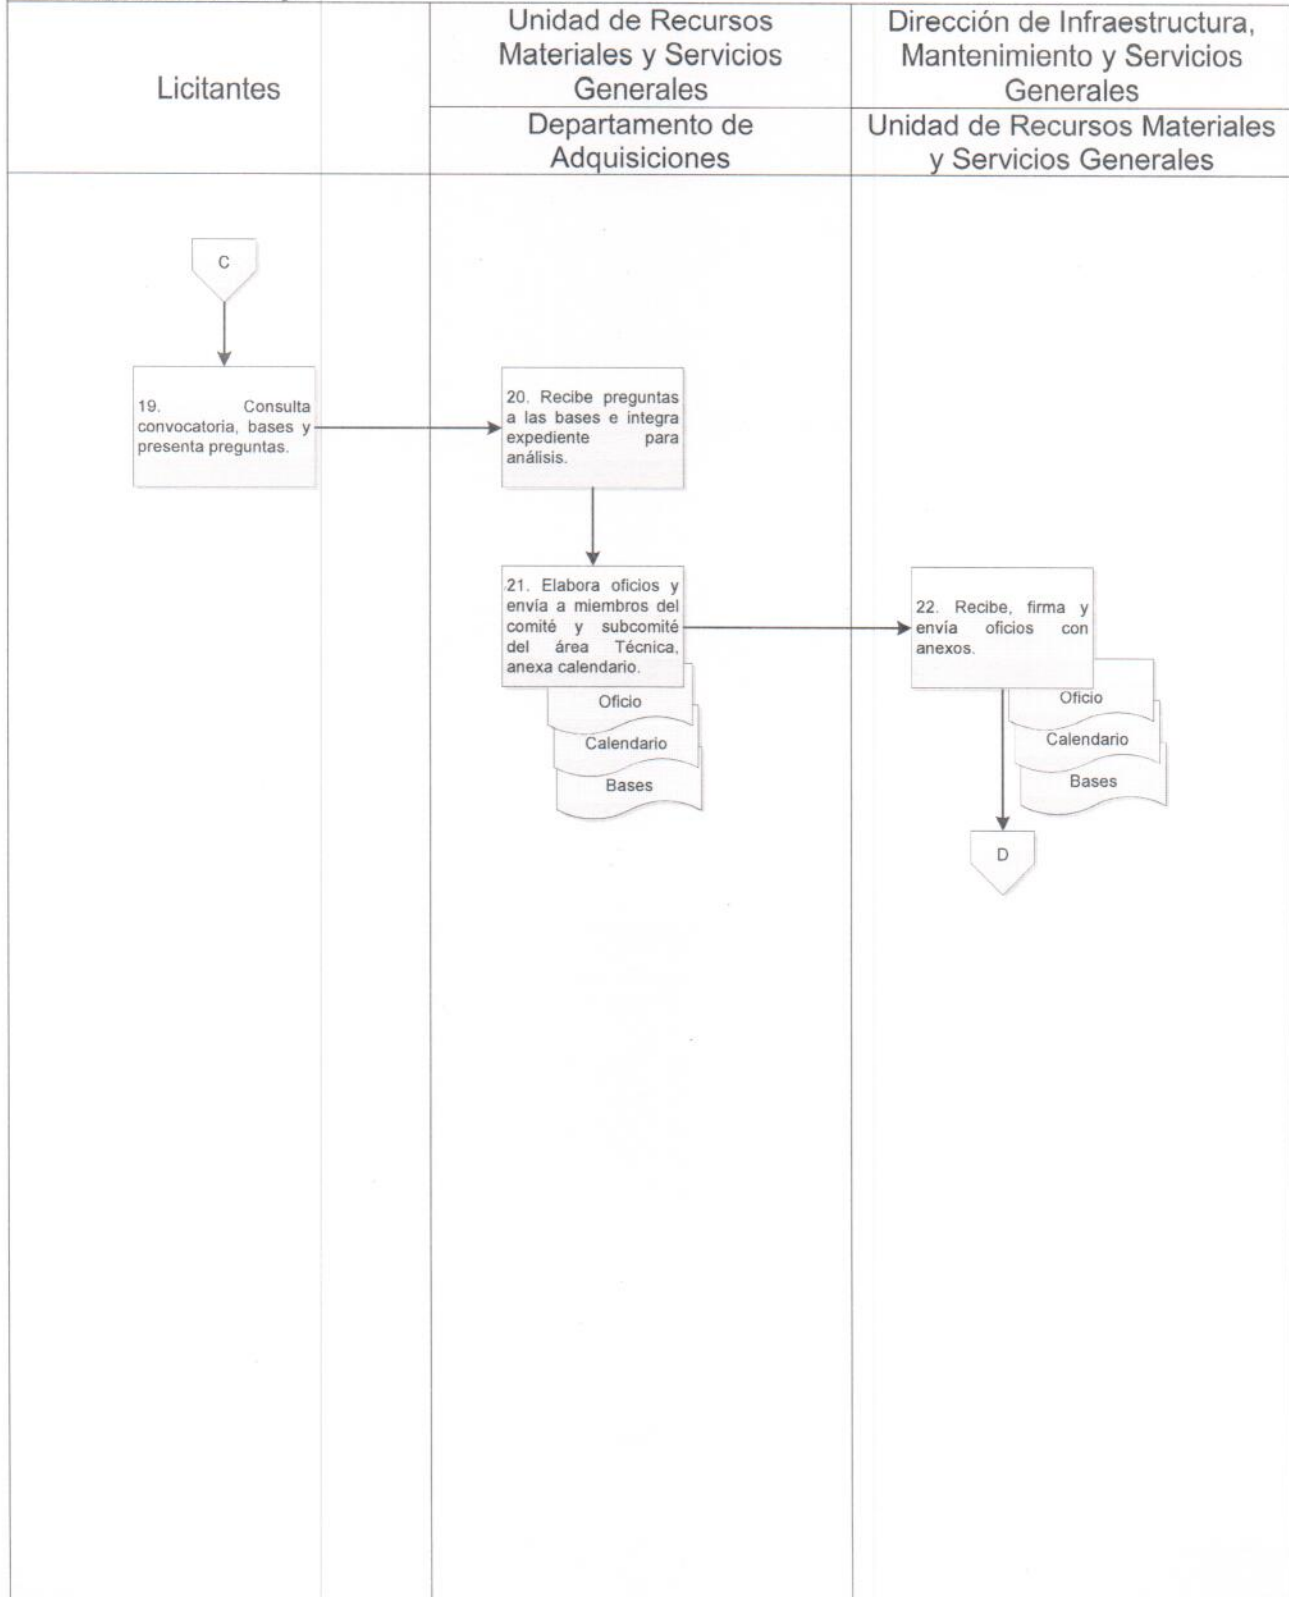 Licitantes
Unidad de Recursos
Materiales y Servicios
Generales
Departamento de
Adquisiciones
Dirección de Infraestructura,
Mantenimiento y Servicios
Generales
Unidad de Recursos Materiales
y Servicios Generales
C
19. Consulta
convocatoria, bases y
presenta preguntas.
20. Recibe preguntas
a las bases e integra
expediente para
análisis.
21. Elabora oficios y
envía a miembros del
comité y subcomité
del área Técnica,
anexa calendario.
Oficio
Calendario
Bases
22. Recibe, firma y
envía oficios con
anexos.
Oficio
Calendario
Bases
D